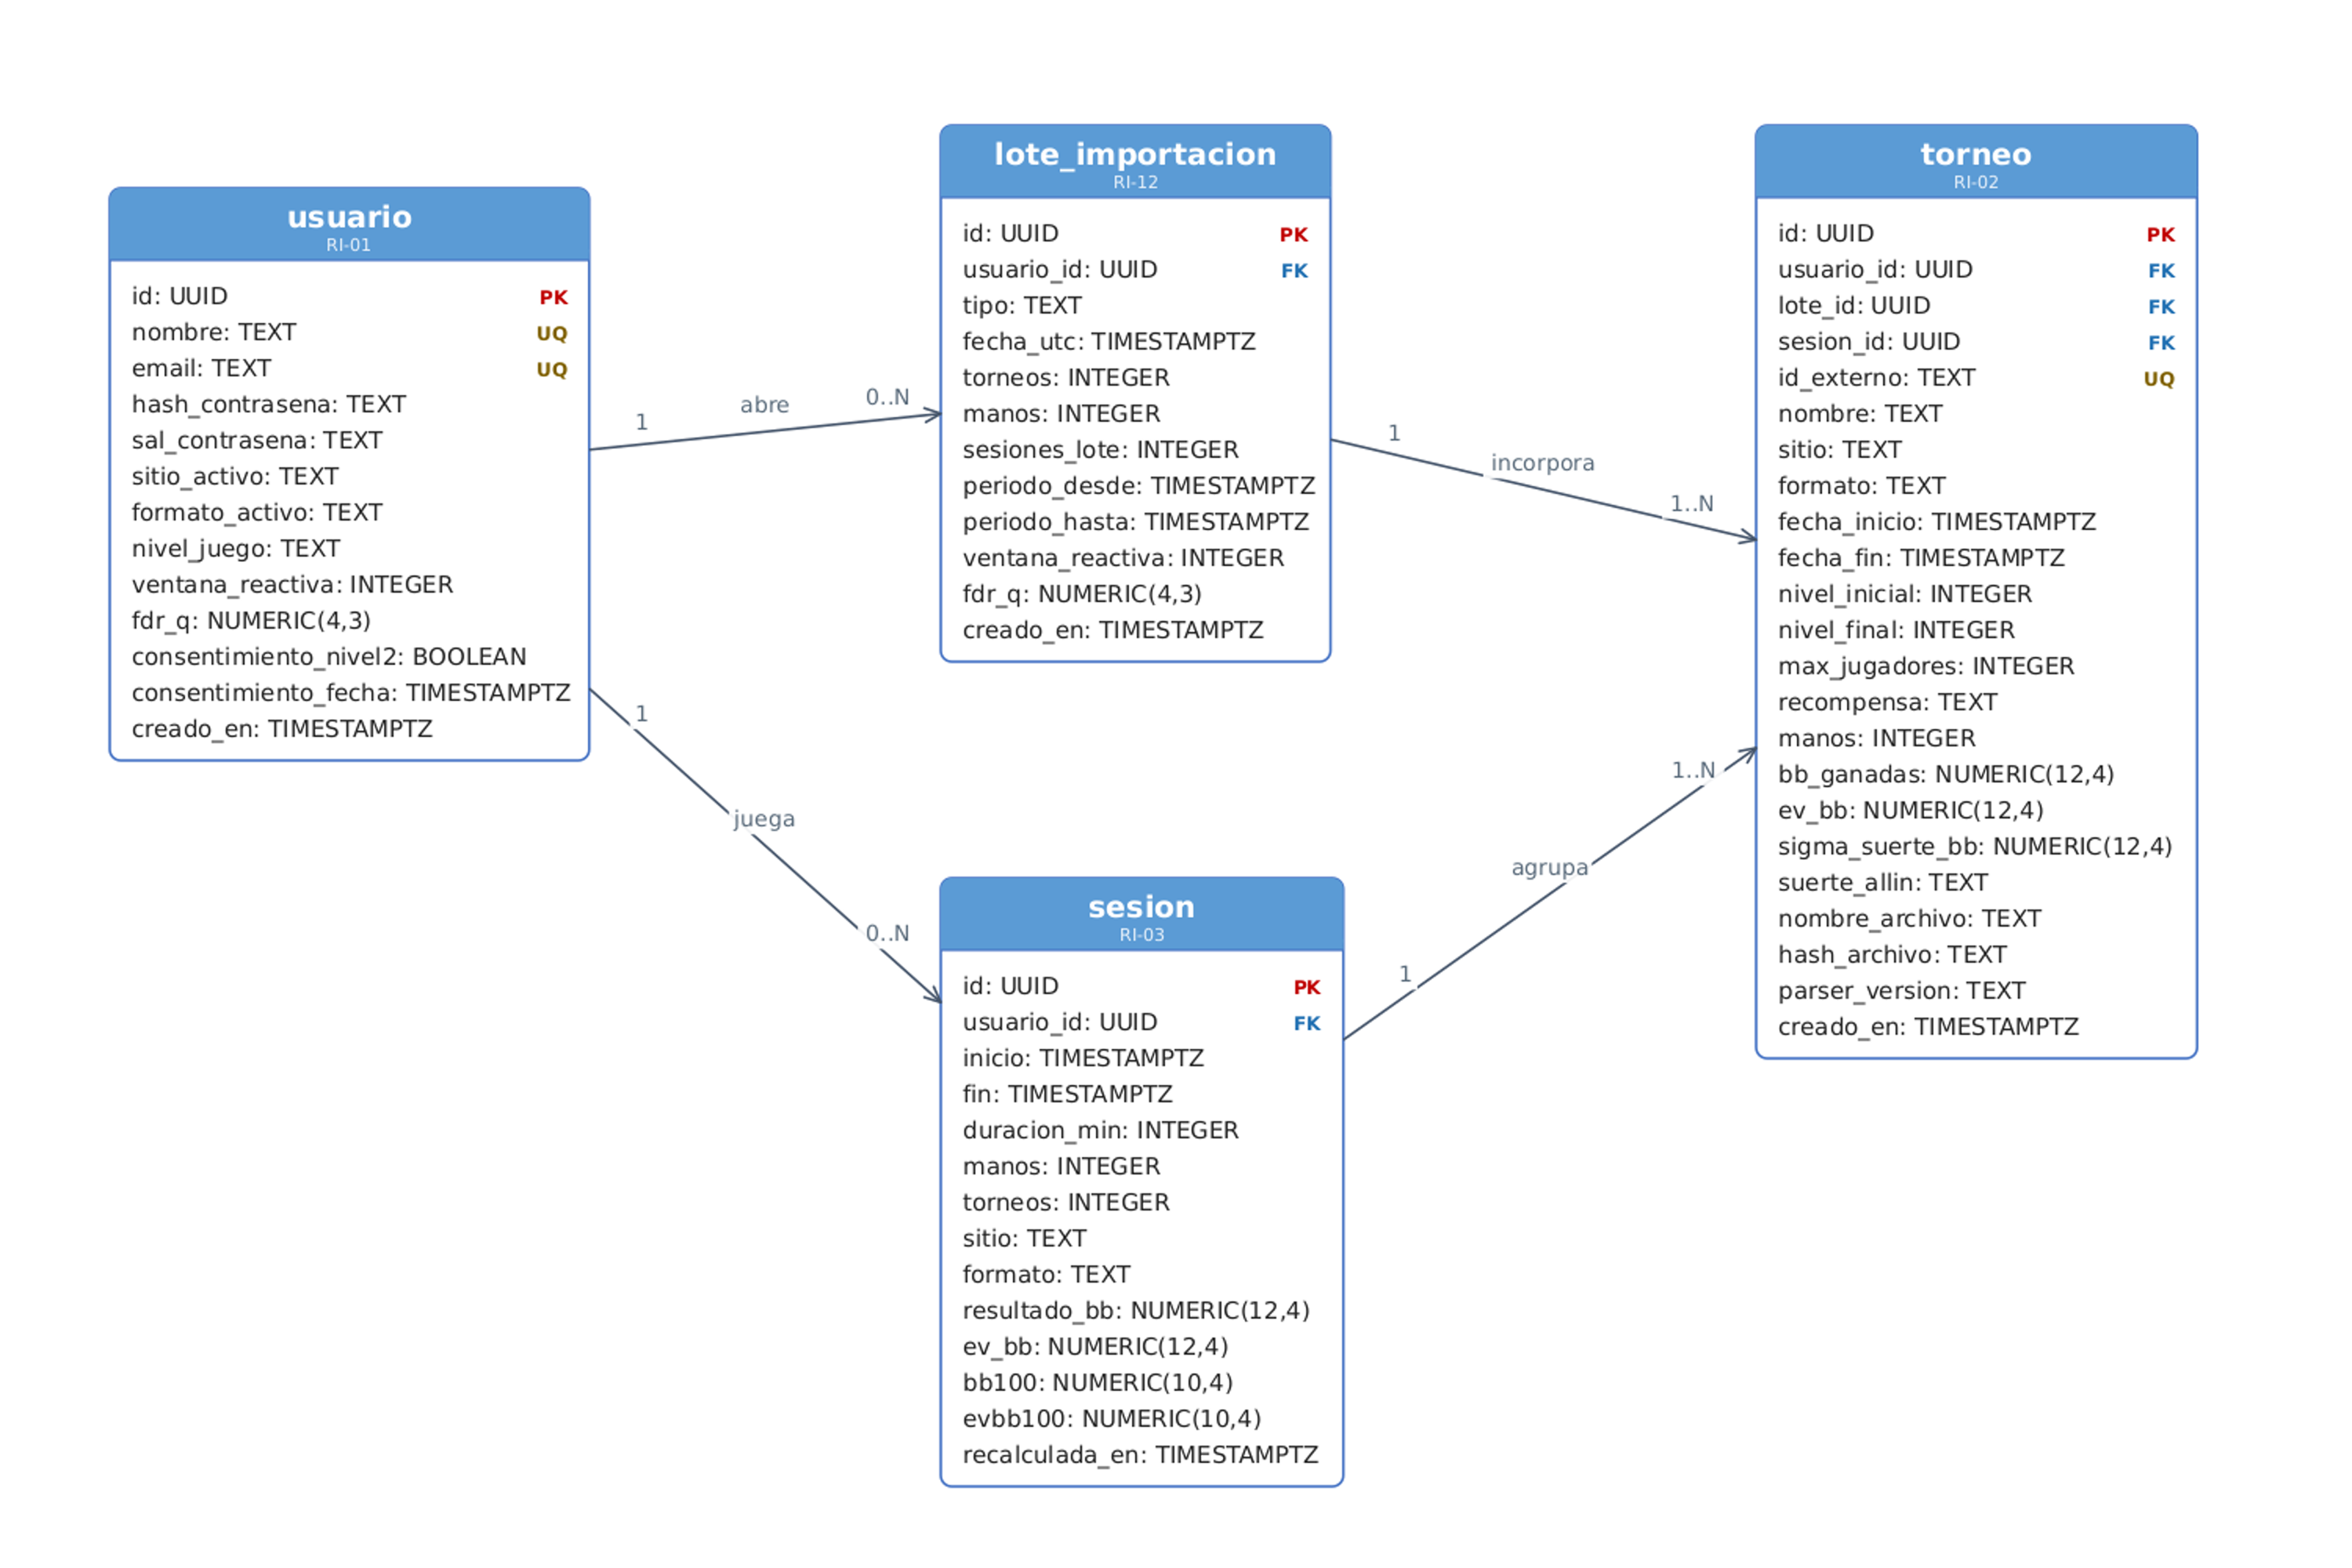 usuario
RI-01
id: UUID PK
nombre: TEXT UQ
email: TEXT UQ
hash_contrasena: TEXT
sal_contrasena: TEXT
sitio_activo: TEXT
formato_activo: TEXT
nivel_juego: TEXT
ventana_reactiva: INTEGER
fdr_q: NUMERIC(4,3)
consentimiento_nivel2: BOOLEAN
consentimiento_fecha: TIMESTAMPTZ
creado_en: TIMESTAMPTZ
1
abre
0..N
1
juega
0..N
lote_importacion
RI-12
id: UUID PK
usuario_id: UUID FK
tipo: TEXT
fecha_utc: TIMESTAMPTZ
torneos: INTEGER
manos: INTEGER
sesiones_lote: INTEGER
periodo_desde: TIMESTAMPTZ
periodo_hasta: TIMESTAMPTZ
ventana_reactiva: INTEGER
fdr_q: NUMERIC(4,3)
creado_en: TIMESTAMPTZ
1
incorpora
1..N
sesion
RI-03
id: UUID PK
usuario_id: UUID FK
inicio: TIMESTAMPTZ
fin: TIMESTAMPTZ
duracion_min: INTEGER
manos: INTEGER
torneos: INTEGER
sitio: TEXT
formato: TEXT
resultado_bb: NUMERIC(12,4)
ev_bb: NUMERIC(12,4)
bb100: NUMERIC(10,4)
evbb100: NUMERIC(10,4)
recalculada_en: TIMESTAMPTZ
1
agrupa
1..N
torneo
RI-02
id: UUID PK
usuario_id: UUID FK
lote_id: UUID FK
sesion_id: UUID FK
id_externo: TEXT UQ
nombre: TEXT
sitio: TEXT
formato: TEXT
fecha_inicio: TIMESTAMPTZ
fecha_fin: TIMESTAMPTZ
nivel_inicial: INTEGER
nivel_final: INTEGER
max_jugadores: INTEGER
recompensa: TEXT
manos: INTEGER
bb_ganadas: NUMERIC(12,4)
ev_bb: NUMERIC(12,4)
sigma_suerte_bb: NUMERIC(12,4)
suerte_allin: TEXT
nombre_archivo: TEXT
hash_archivo: TEXT
parser_version: TEXT
creado_en: TIMESTAMPTZ